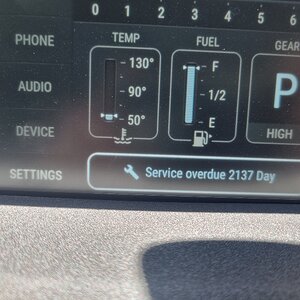 0 1 2 3 4 5 6
PHONE
TEMP FUEL GEAR
130° F
AUDIO
90° 1/2
P
DEVICE
50° E
HIGH
SETTINGS
Service overdue 2137 Day